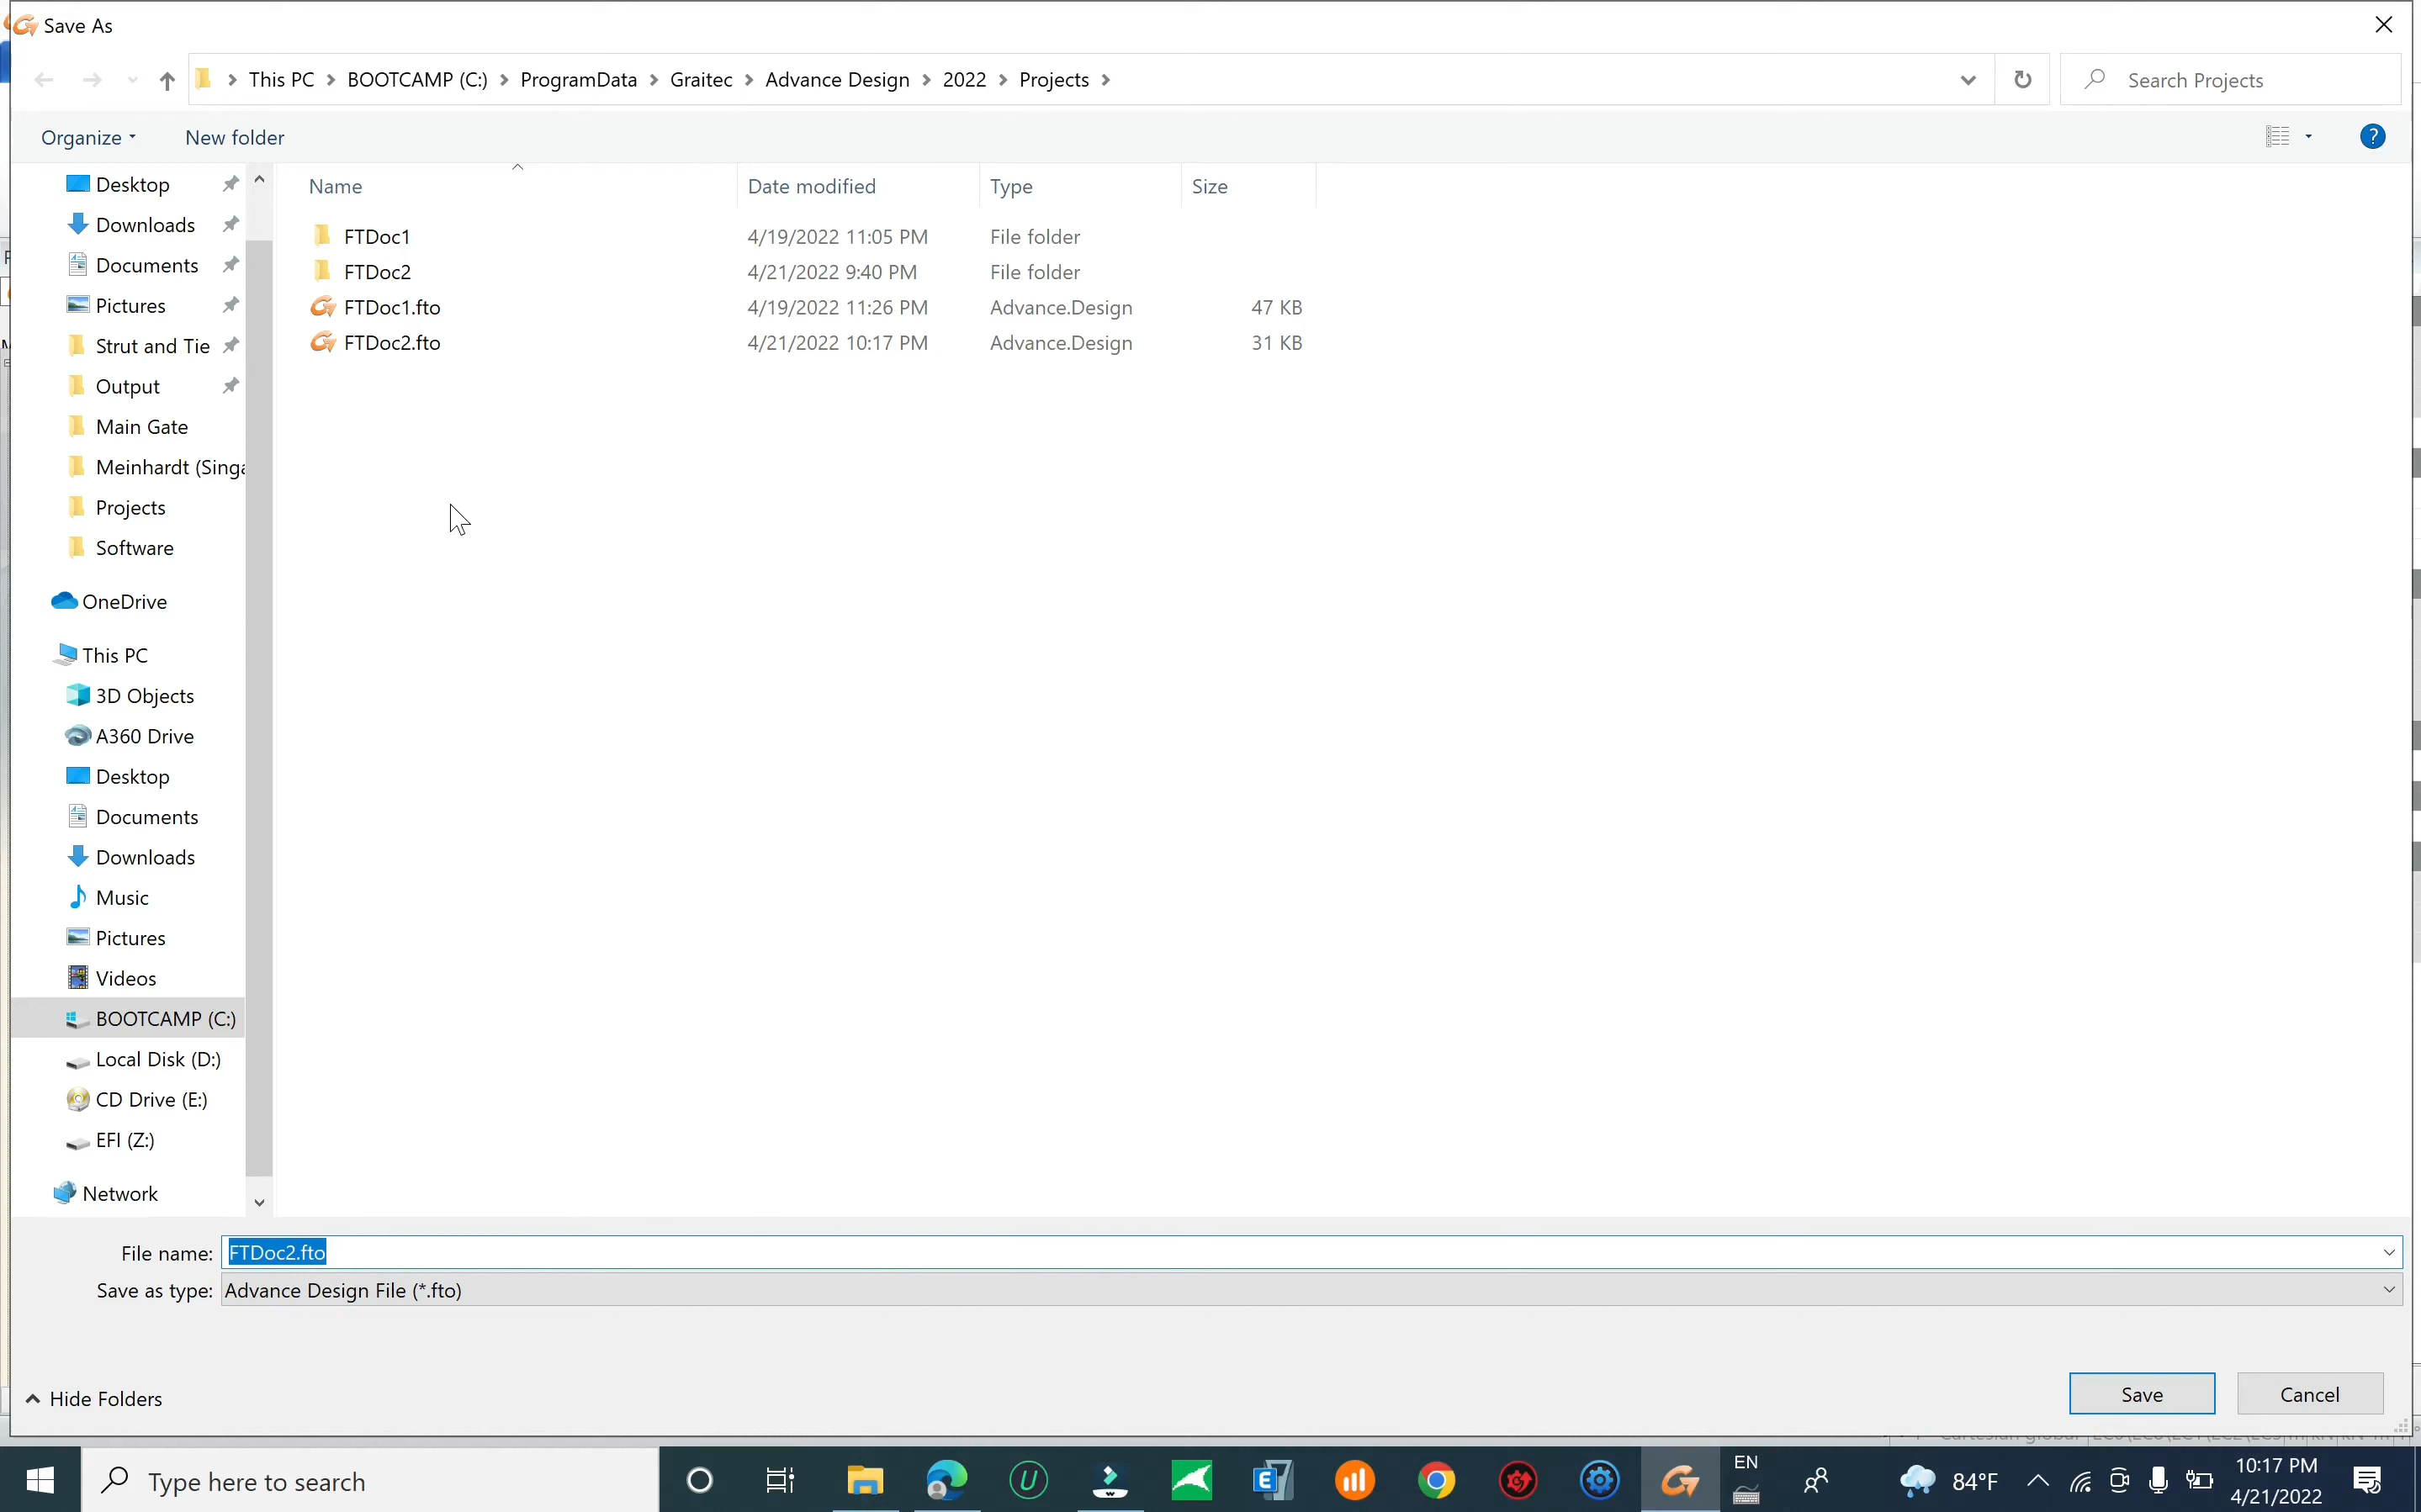 Save As
This PC > BOOTCAMP (C:) > ProgramData > Graitec > Advance Design > 2022 > Projects >
Search Projects
Organize
New folder
Name
Date modified
Type
Size
FTDoc1 4/19/2022 11:05 PM File folder
FTDoc2 4/21/2022 9:40 PM File folder
FTDoc1.fto 4/19/2022 11:26 PM Advance.Design 47 KB
FTDoc2.fto 4/21/2022 10:17 PM Advance.Design 31 KB
Desktop
Downloads
Documents
Pictures
Strut and Tie
Output
Main Gate
Meinhardt (Singa
Projects
Software
OneDrive
This PC
3D Objects
A360 Drive
Desktop
Documents
Downloads
Music
Pictures
Videos
BOOTCAMP (C:)
Local Disk (D:)
CD Drive (E:)
EFI (Z:)
Network
File name: FTDoc2.fto
Save as type: Advance Design File (*.fto)
Hide Folders
Save
Cancel
Type here to search
EN
84°F
10:17 PM
4/21/2022